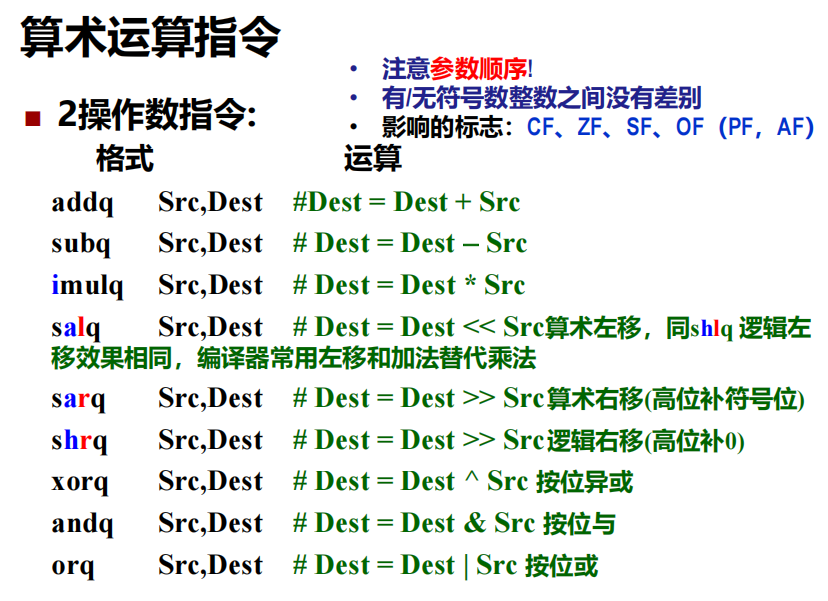 算术运算指令
• 注意参数顺序!
• 有/无符号数整数之间没有差别
• 影响的标志：CF、ZF、SF、OF（PF，AF）
■ 2操作数指令:
格式 运算
addq Src,Dest #Dest = Dest + Src
subq Src,Dest # Dest = Dest – Src
imulq Src,Dest # Dest = Dest * Src
salq Src,Dest # Dest = Dest << Src算术左移，同shlq 逻辑左
移效果相同，编译器常用左移和加法替代乘法
sarq Src,Dest # Dest = Dest >> Src算术右移(高位补符号位)
shrq Src,Dest # Dest = Dest >> Src逻辑右移(高位补0)
xorq Src,Dest # Dest = Dest ^ Src 按位异或
andq Src,Dest # Dest = Dest & Src 按位与
orq Src,Dest # Dest = Dest | Src 按位或